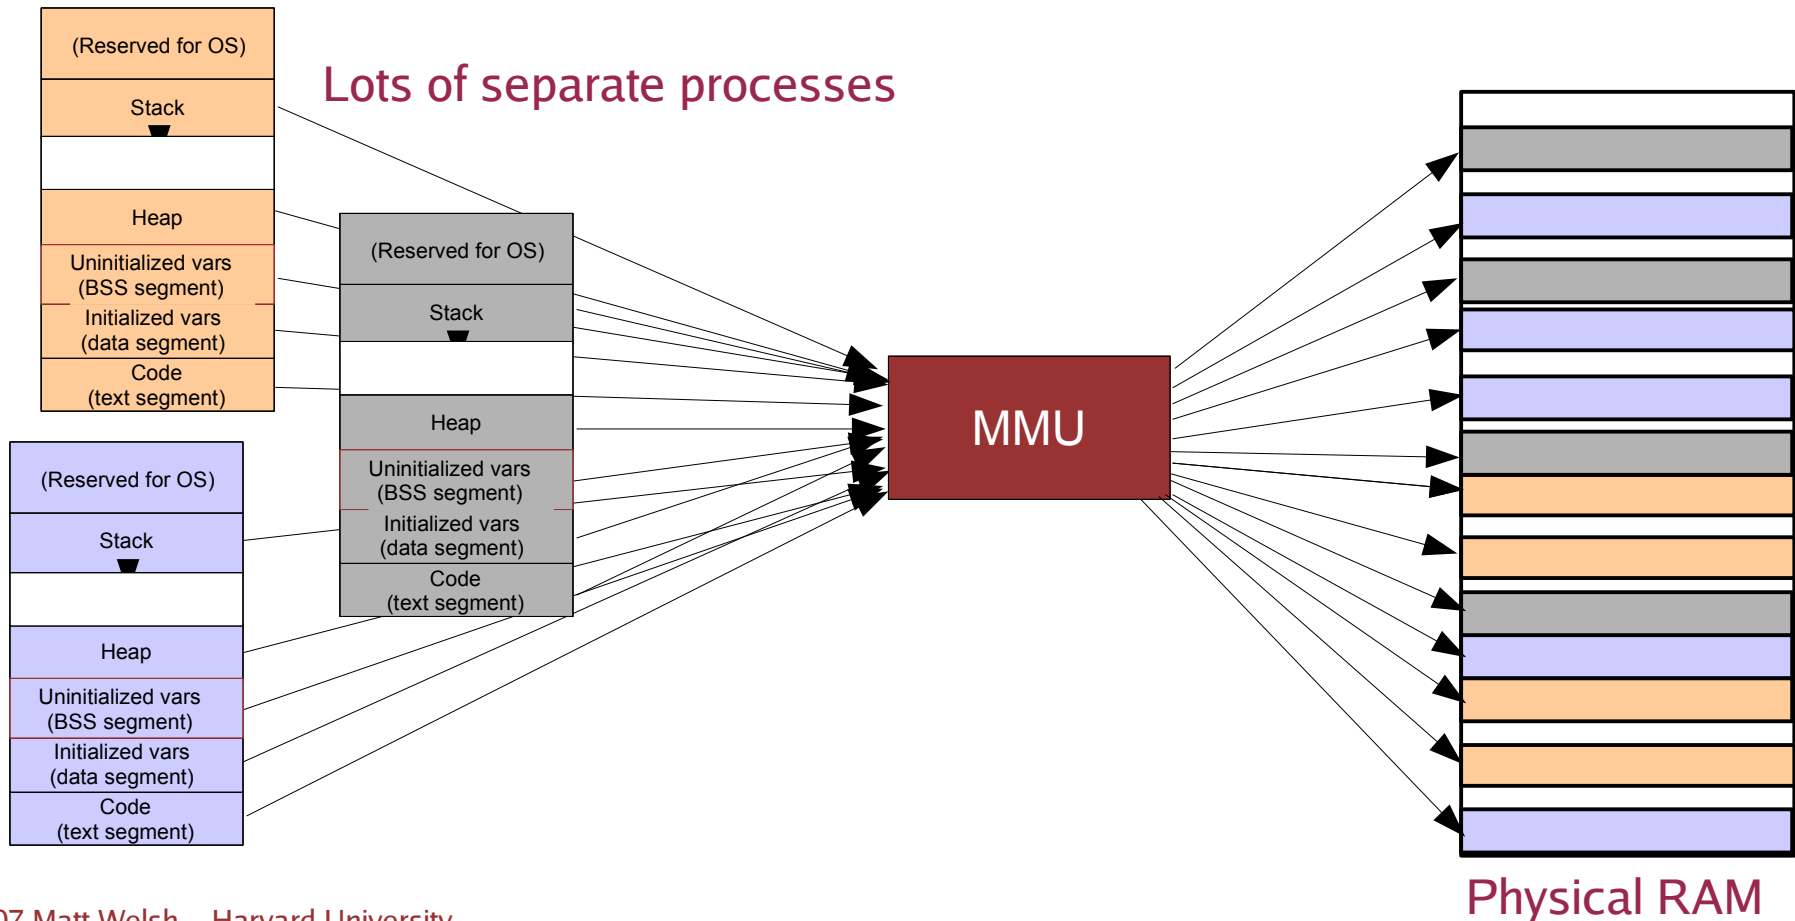 Lots of separate processes
(Reserved for OS)
Stack
Heap
Uninitialized vars
(BSS segment)
Initialized vars
(data segment)
Code
(text segment)
(Reserved for OS)
Stack
Heap
Uninitialized vars
(BSS segment)
Initialized vars
(data segment)
Code
(text segment)
(Reserved for OS)
Stack
Heap
Uninitialized vars
(BSS segment)
Initialized vars
(data segment)
Code
(text segment)
MMU
Physical RAM
07 Matt Welsh – Harvard University